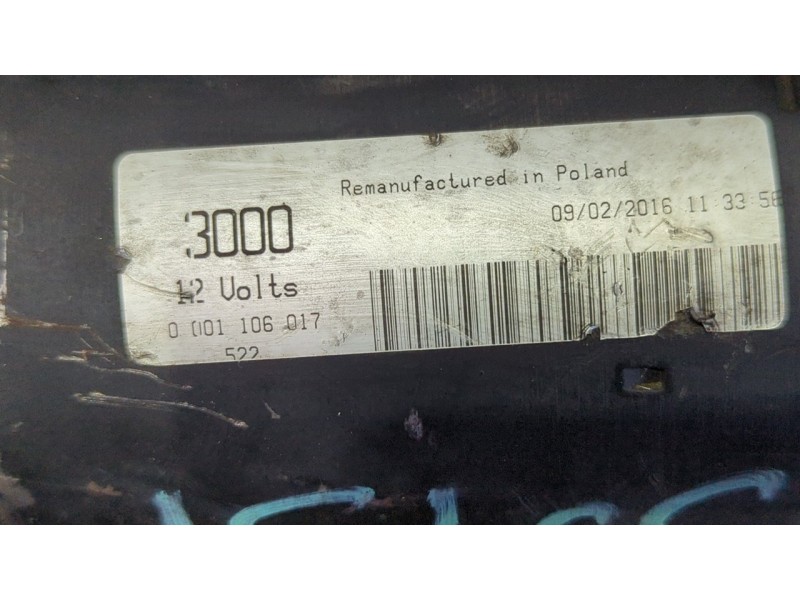 Remanufactured in Poland
3000
09/02/2016 11 33 58
12 Volts
0 001 106 017
522